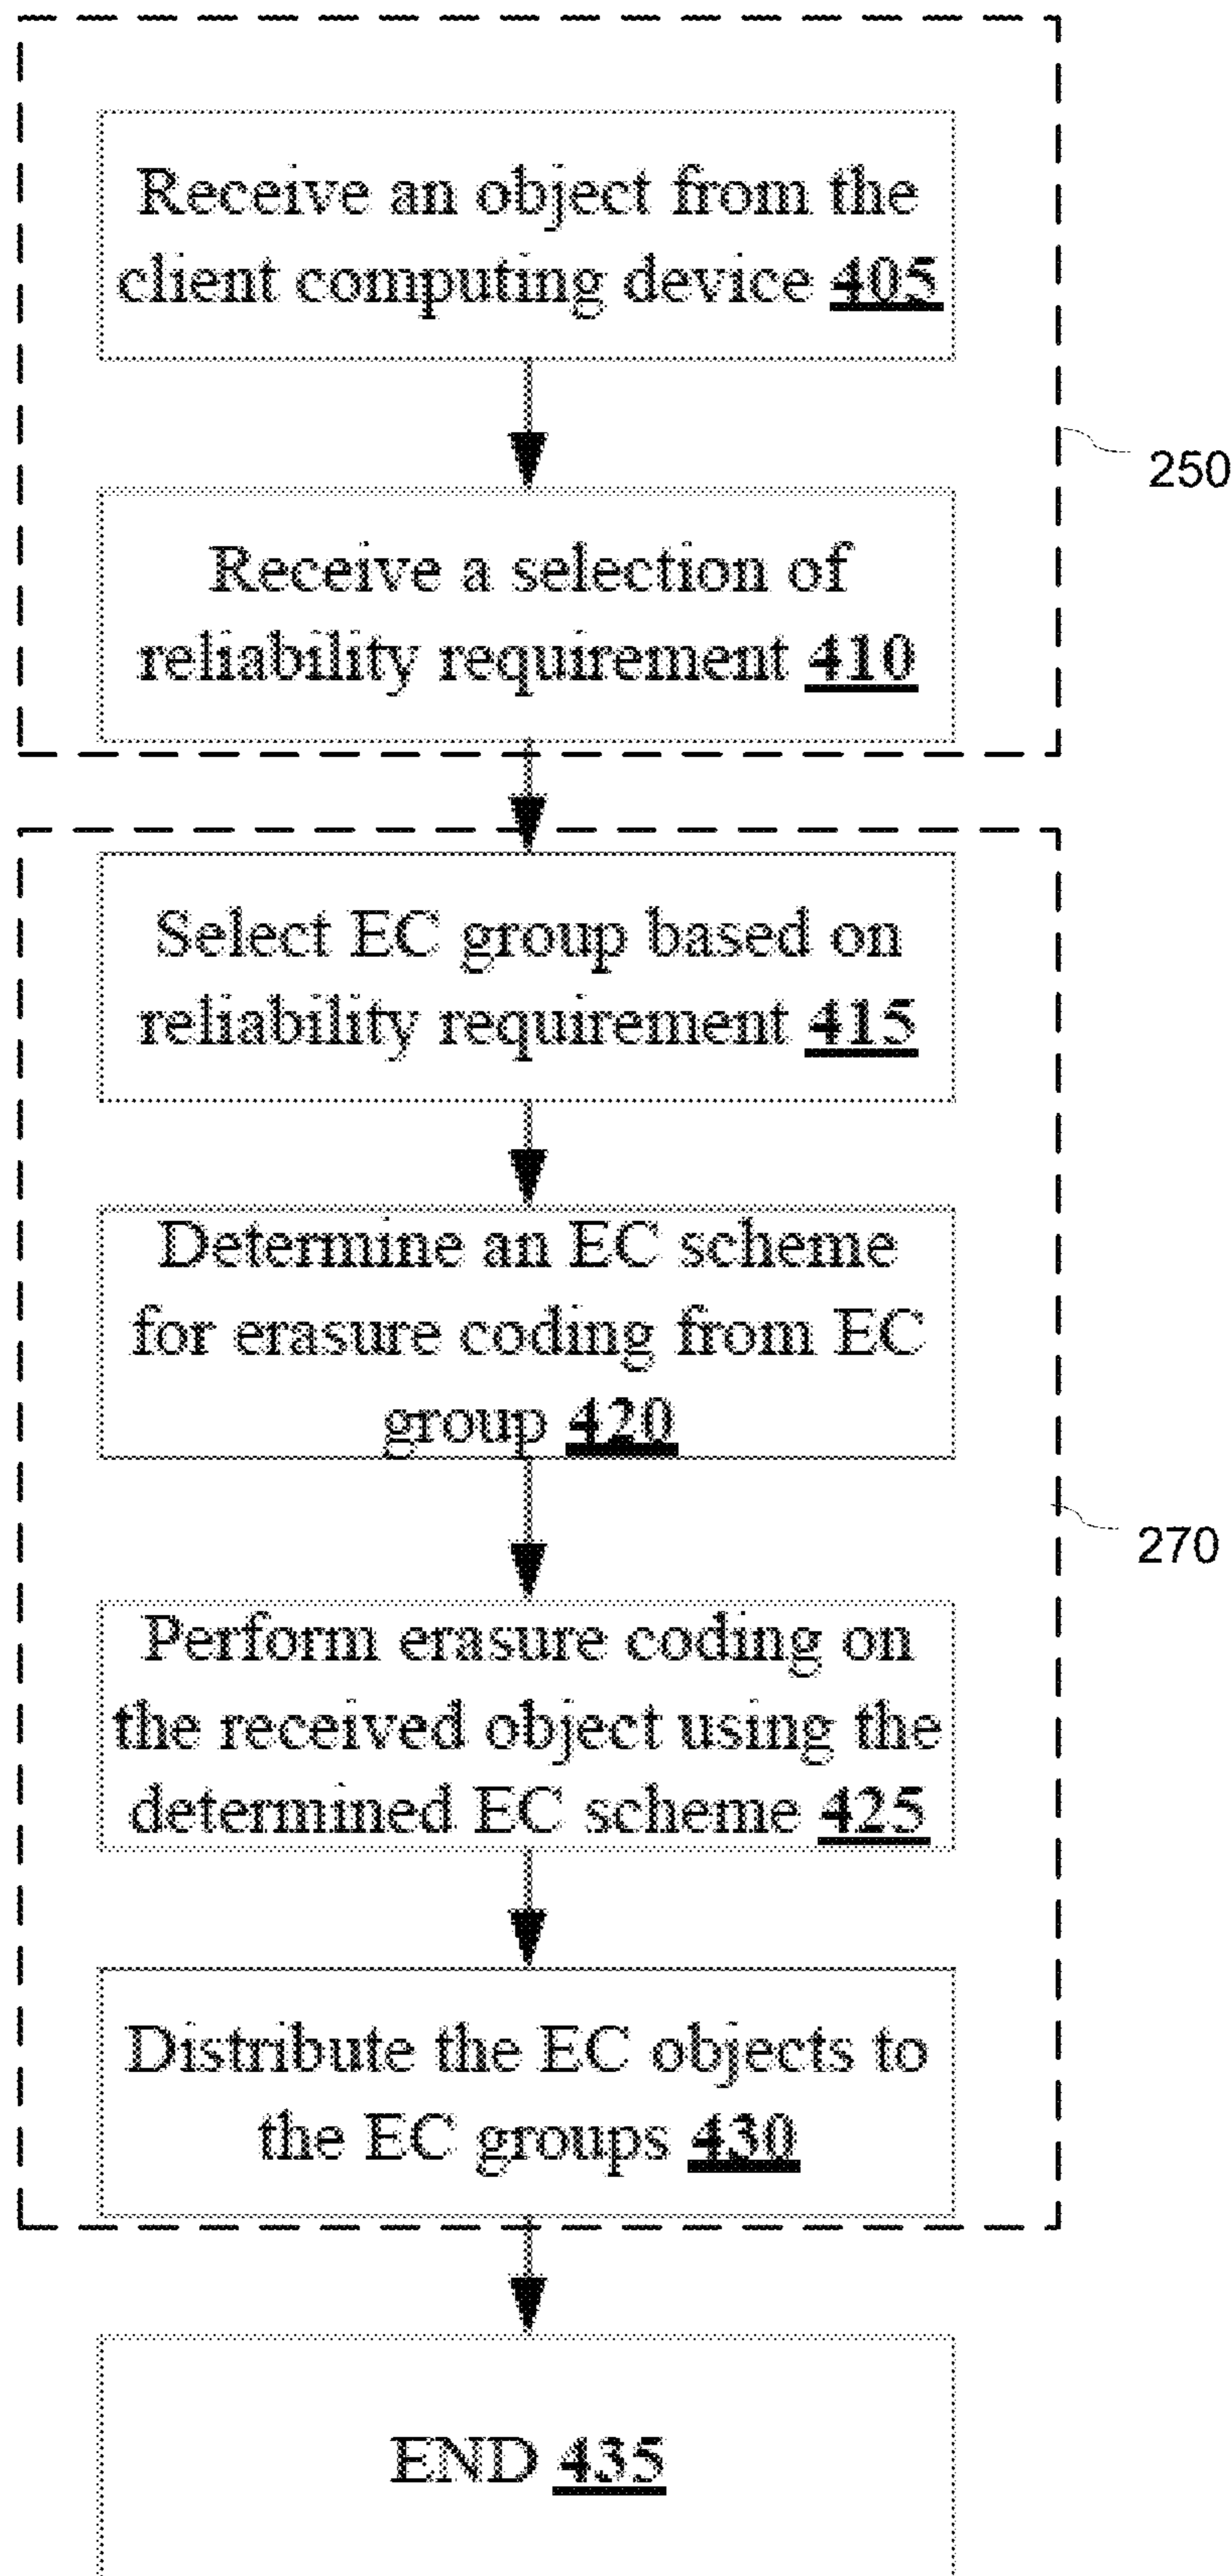 Receive an object from the
client computing device 405
250
Receive a selection of
reliability requirement 410
Select EC group based on
reliability requirement 415
Determine an EC scheme
for erasure coding from EC
group 420
270
Perform erasure coding on
the received object using the
determined EC scheme 425
Distribute the EC objects to
the EC groups 430
END 435